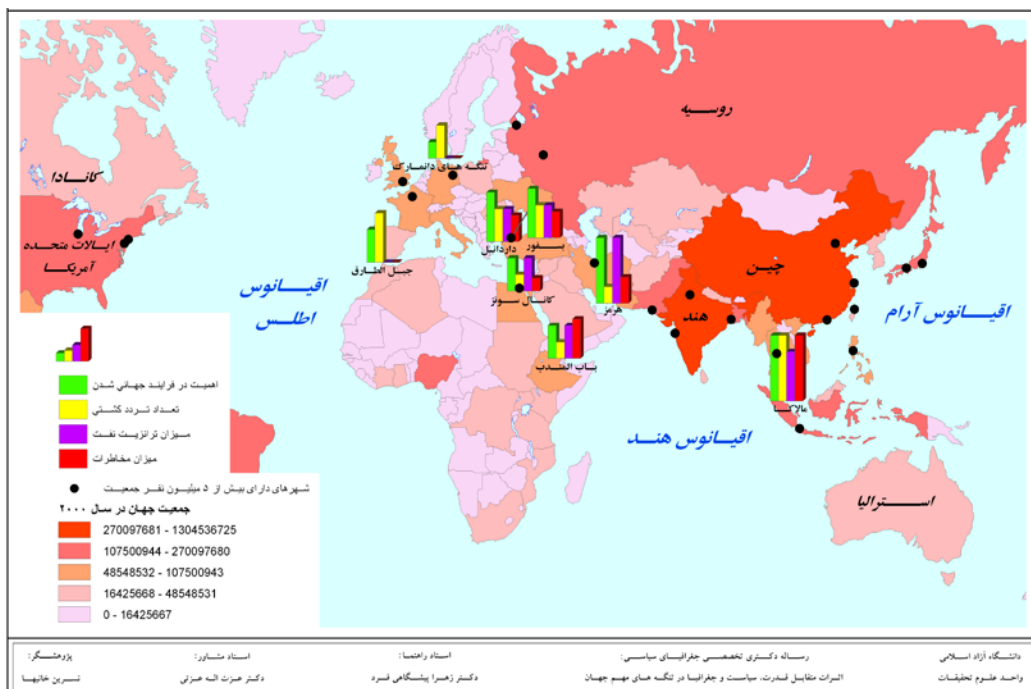 روسیه
کانادا
تنگه های دانمارک
ایالات متحده
آمریکا
داردانیل
بسفور
جبل الطارق
چین
کانال سوئز
هرمز
هند
اقیانوس
اطلس
اقیانوس آرام
باب المندب
مالاکا
اقیانوس هند
استرالیا
اهمیت در فرایند جهانی شدن
تعداد تردد کشتی
میزان ترانزیت نفت
میزان مخاطرات
شهرهای دارای بیش از ۵ میلیون نفر جمعیت
جمعیت جهان در سال ۲۰۰۰
270097681 - 1304536725
107500944 - 270097680
48548532 - 107500943
16425668 - 48548531
0 - 16425667
دانشگاه آزاد اسلامی
واحد علوم تحقیقات
رساله دکتری تخصصی جغرافیای سیاسی:
اثرات متقابل قدرت، سیاست و جغرافیا در تنگه های مهم جهان
استاد راهنما:
دکتر زهرا پیشگاهی فرد
استاد مشاور:
دکتر عزت اله عزتی
پژوهشگر:
نسرین خانیها